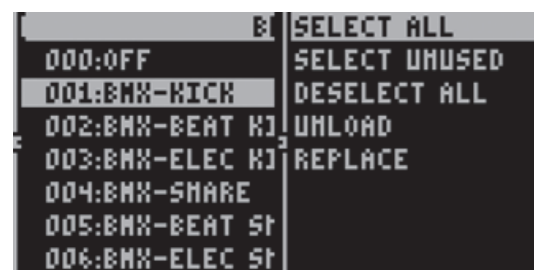 SELECT ALL
000:OFF
SELECT UNUSED
001:BMX-KICK
DESELECT ALL
002:BMX-BEAT
UNLOAD
003:BMX-ELEC
REPLACE
004:BMX-SNARE
005:BMX-BEAT
006:BMX-ELEC